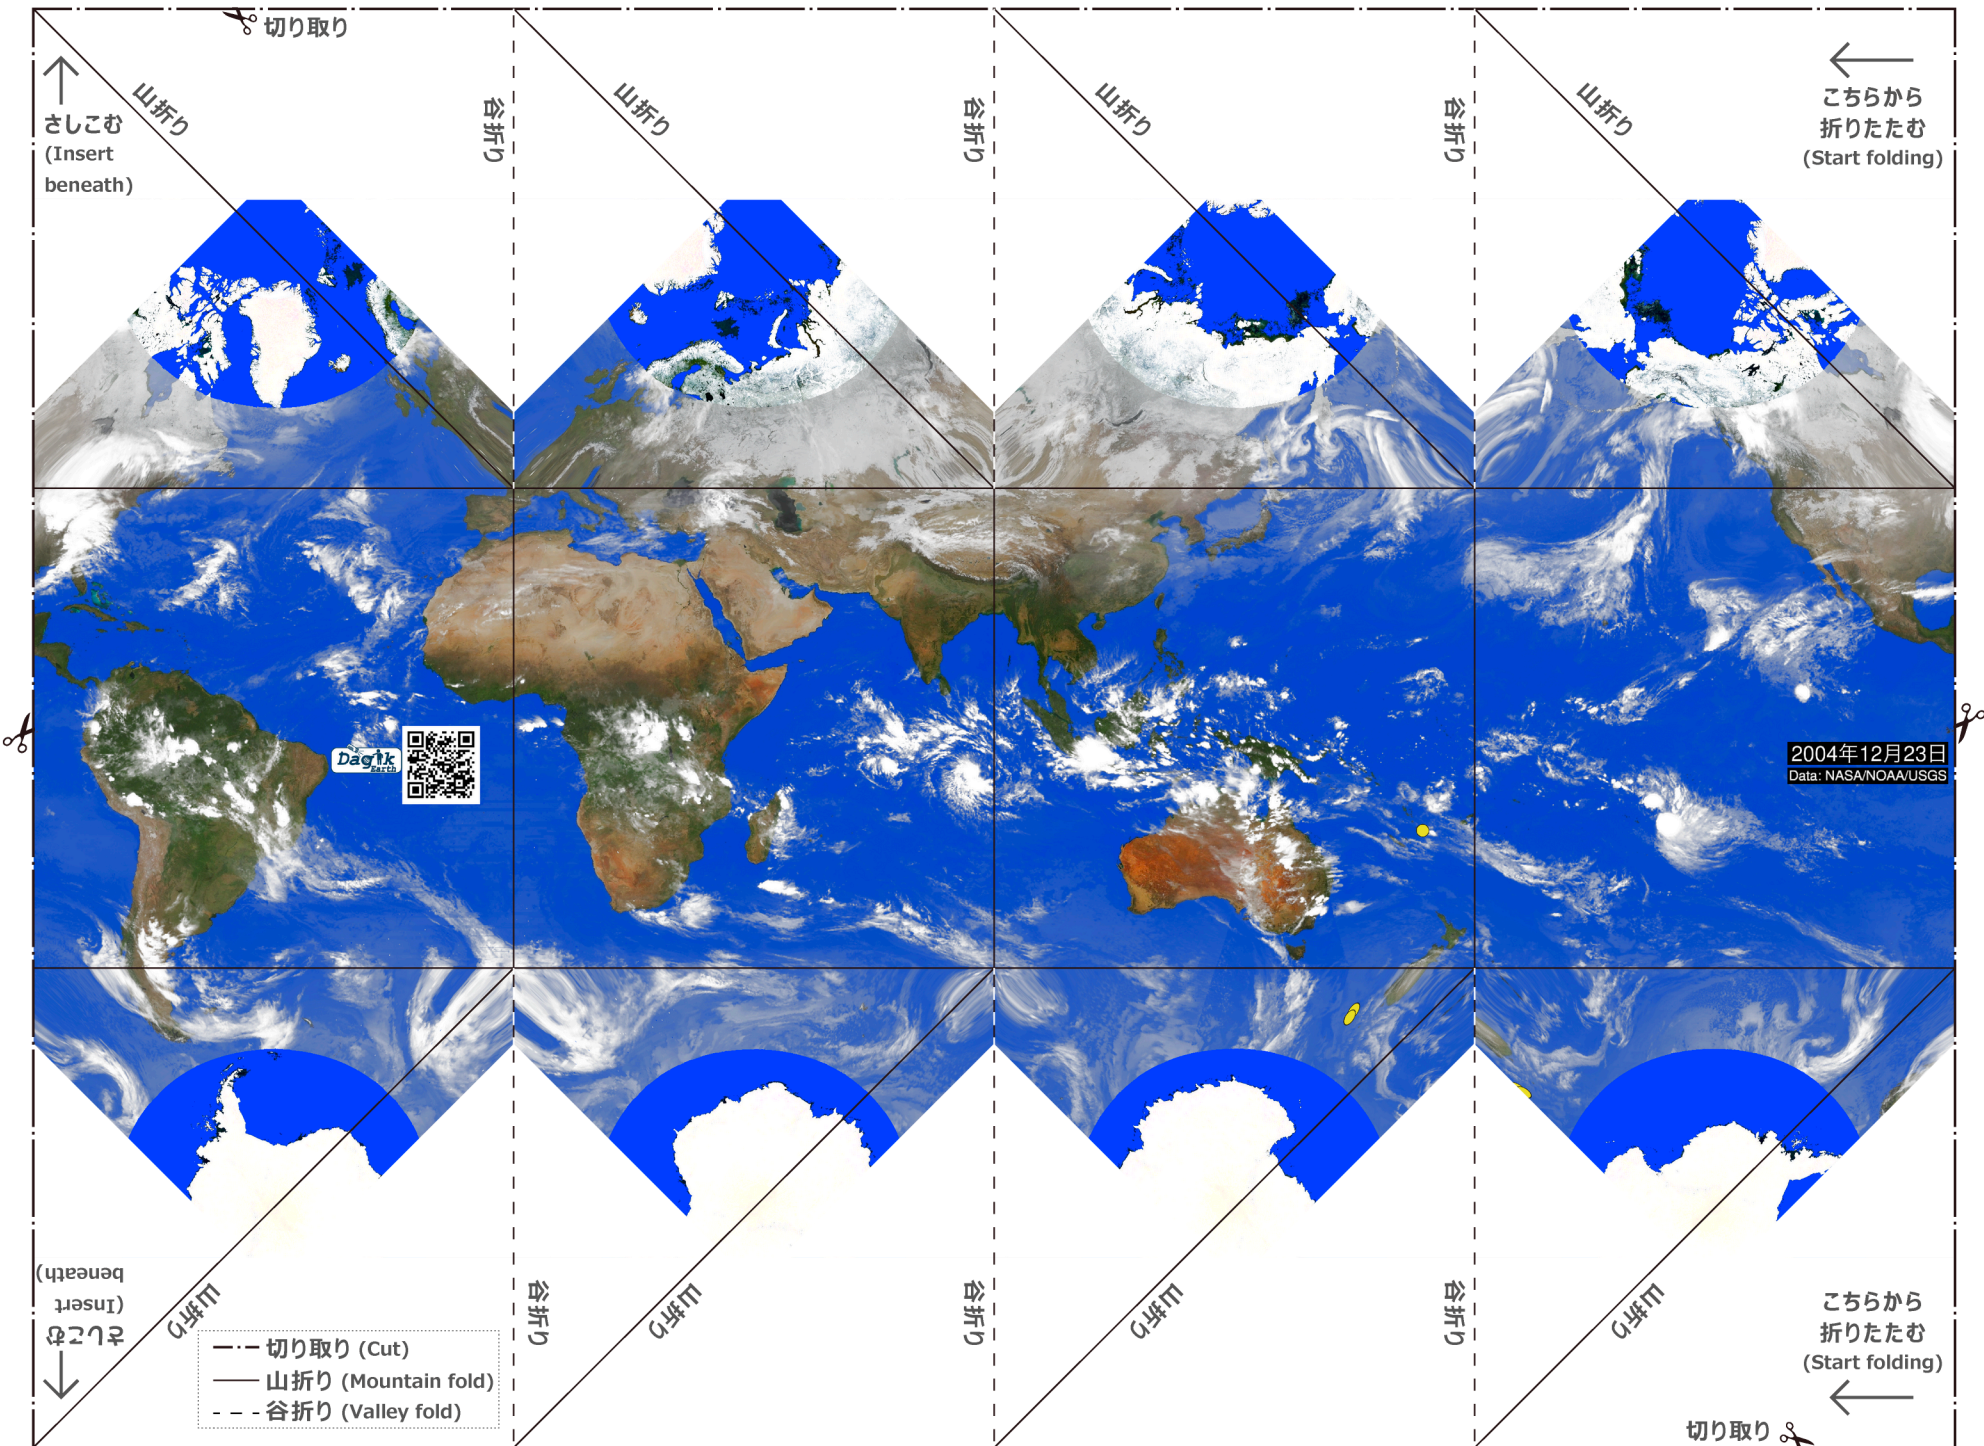 切り取り
さしこむ
(Insert
beneath)
山折り
谷折り
山折り
谷折り
山折り
谷折り
山折り
こちらから
折りたたむ
(Start folding)
Dagik
Earth
2004年12月23日
Data: NASA/NOAA/USGS
さしこむ
(Insert
beneath)
山折り
谷折り
山折り
谷折り
山折り
谷折り
山折り
こちらから
折りたたむ
(Start folding)
切り取り (Cut)
山折り (Mountain fold)
谷折り (Valley fold)
切り取り